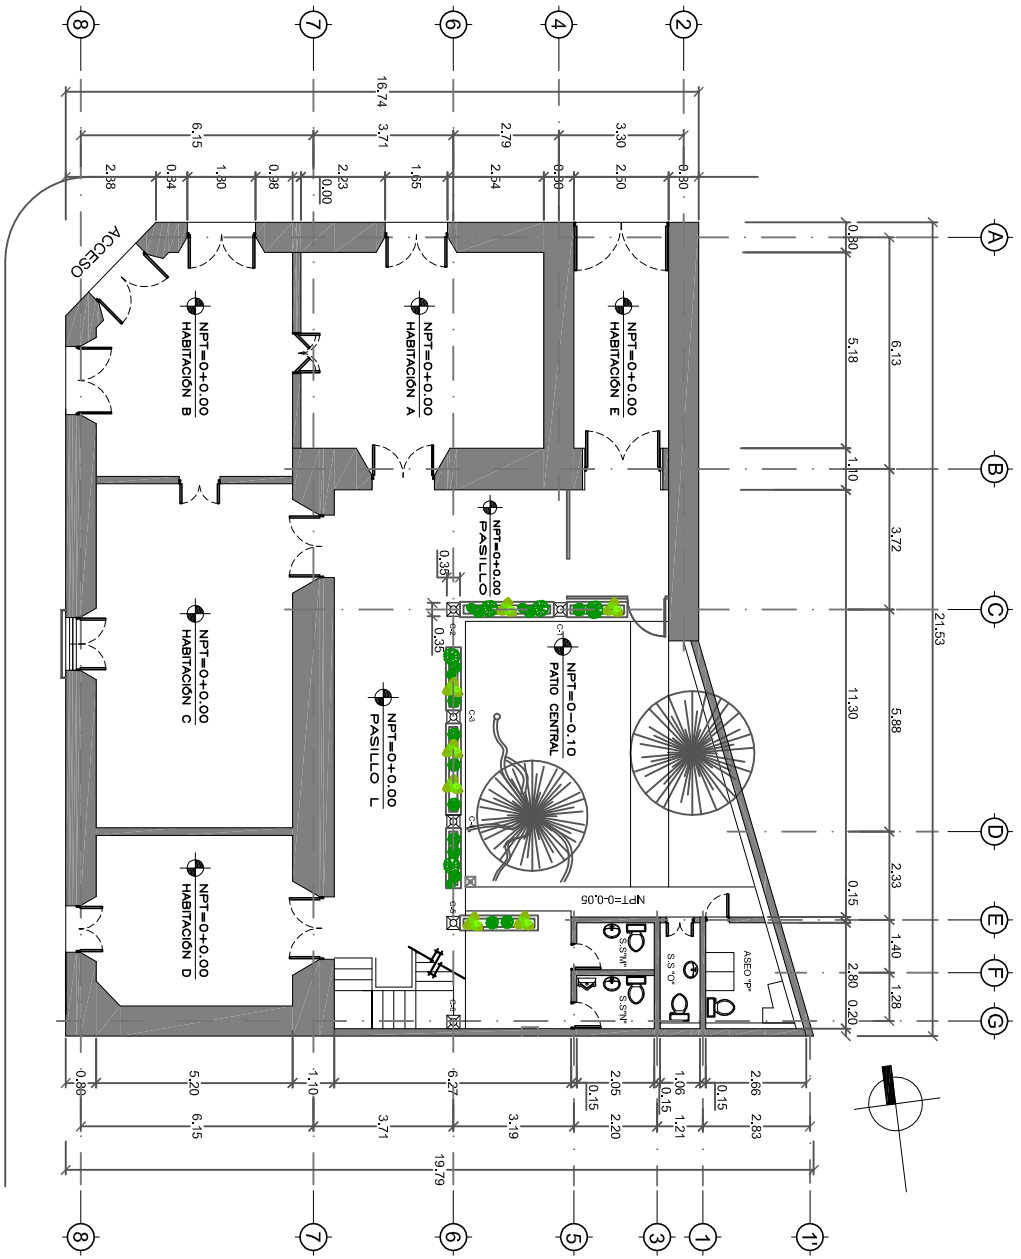 8
7
6
4
2
16.74
6.15
3.71
2.79
3.30
2.38
0.84
1.80
0.98
0.00
2.23
1.65
2.54
2.50
0.80
A
B
C
D
E
F
G
21.53
6.13
3.72
5.88
2.33
1.40
1.28
0.80
5.18
1.10
11.30
0.15
2.80
0.20
ACCESO
NPT=0+0.00
HABITACIÓN B
NPT=0+0.00
HABITACIÓN A
NPT=0+0.00
HABITACIÓN E
NPT=0+0.00
PASILLO
0.35
0.35
C-2
C-1
NPT=0+0.00
HABITACIÓN C
NPT=0+0.00
PASILLO L
C-3
NPT=0-0.10
PATIO CENTRAL
NPT=0+0.00
HABITACIÓN D
C-5
NPT=0-0.05
S.S"M"
S.S"N"
S.S"O"
ASEO "P"
0.80
5.20
1.10
6.27
2.05
0.15
1.06
0.15
2.66
0.15
6.15
3.71
3.19
2.20
1.21
2.83
19.79
8
7
6
5
3
1
1'